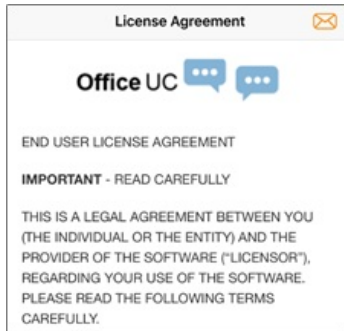 License Agreement
Office UC
END USER LICENSE AGREEMENT
IMPORTANT - READ CAREFULLY
THIS IS A LEGAL AGREEMENT BETWEEN YOU
(THE INDIVIDUAL OR THE ENTITY) AND THE
PROVIDER OF THE SOFTWARE ("LICENSOR"),
REGARDING YOUR USE OF THE SOFTWARE.
PLEASE READ THE FOLLOWING TERMS
CAREFULLY.